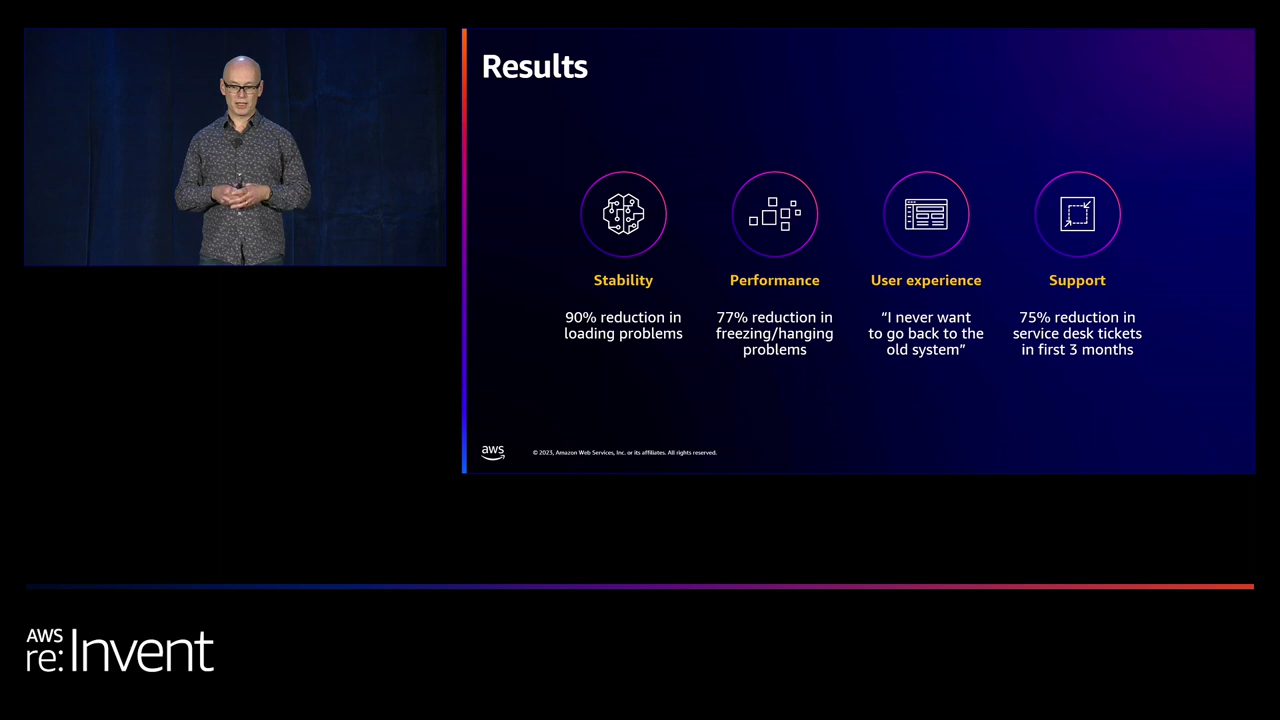 Results
Stability
90% reduction in
loading problems
Performance
77% reduction in
freezing/hanging
problems
User experience
“I never want
to go back to the
old system”
Support
75% reduction in
service desk tickets
in first 3 months
aws
© 2023, Amazon Web Services, Inc. or its affiliates. All rights reserved.
AWS
re:Invent